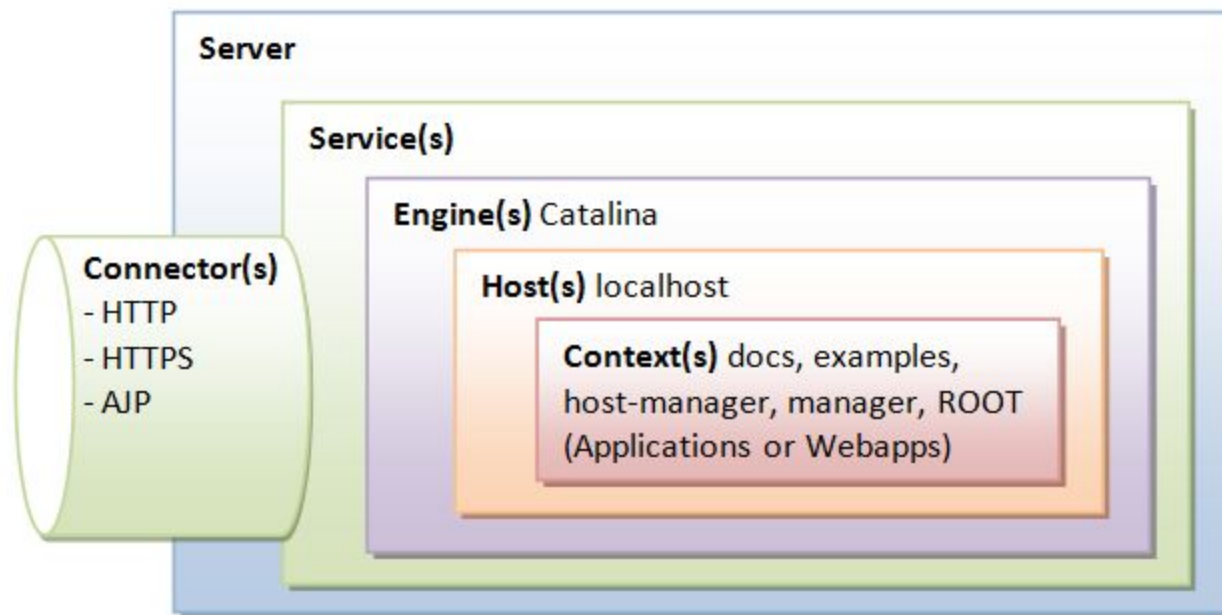 Server
Service(s)
Engine(s) Catalina
Connector(s)
- HTTP
- HTTPS
- AJP
Host(s) localhost
Context(s) docs, examples,
host-manager, manager, ROOT
(Applications or Webapps)